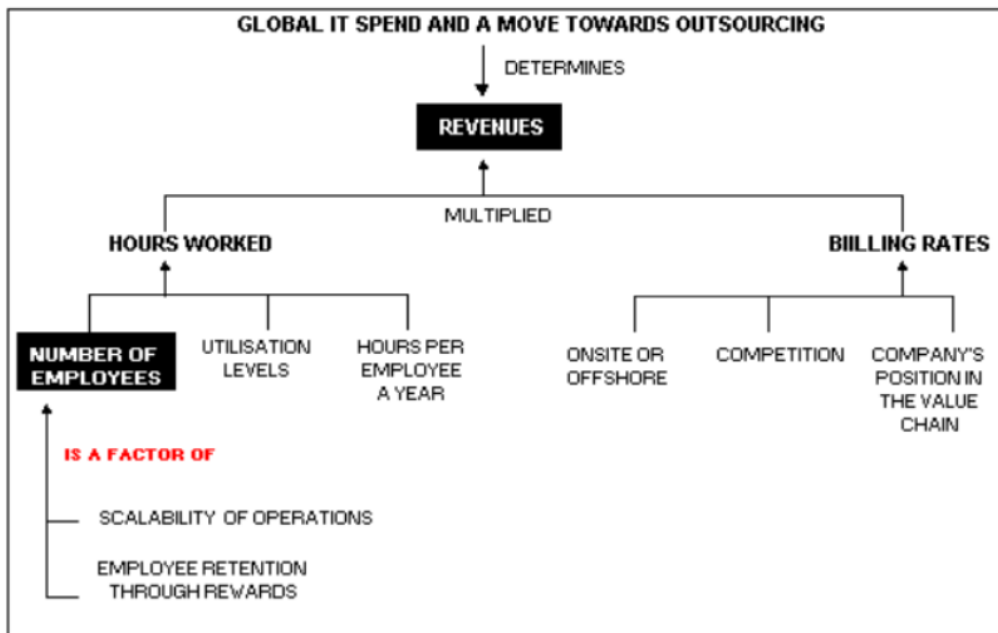 GLOBAL IT SPEND AND A MOVE TOWARDS OUTSOURCING
DETERMINES
REVENUES
MULTIPLIED
HOURS WORKED
BIILLING RATES
NUMBER OF
EMPLOYEES
UTILISATION
LEVELS
HOURS PER
EMPLOYEE
A YEAR
ONSITE OR
OFFSHORE
COMPETITION
COMPANY'S
POSITION IN
THE VALUE
CHAIN
IS A FACTOR OF
SCALABILITY OF OPERATIONS
EMPLOYEE RETENTION
THROUGH REWARDS